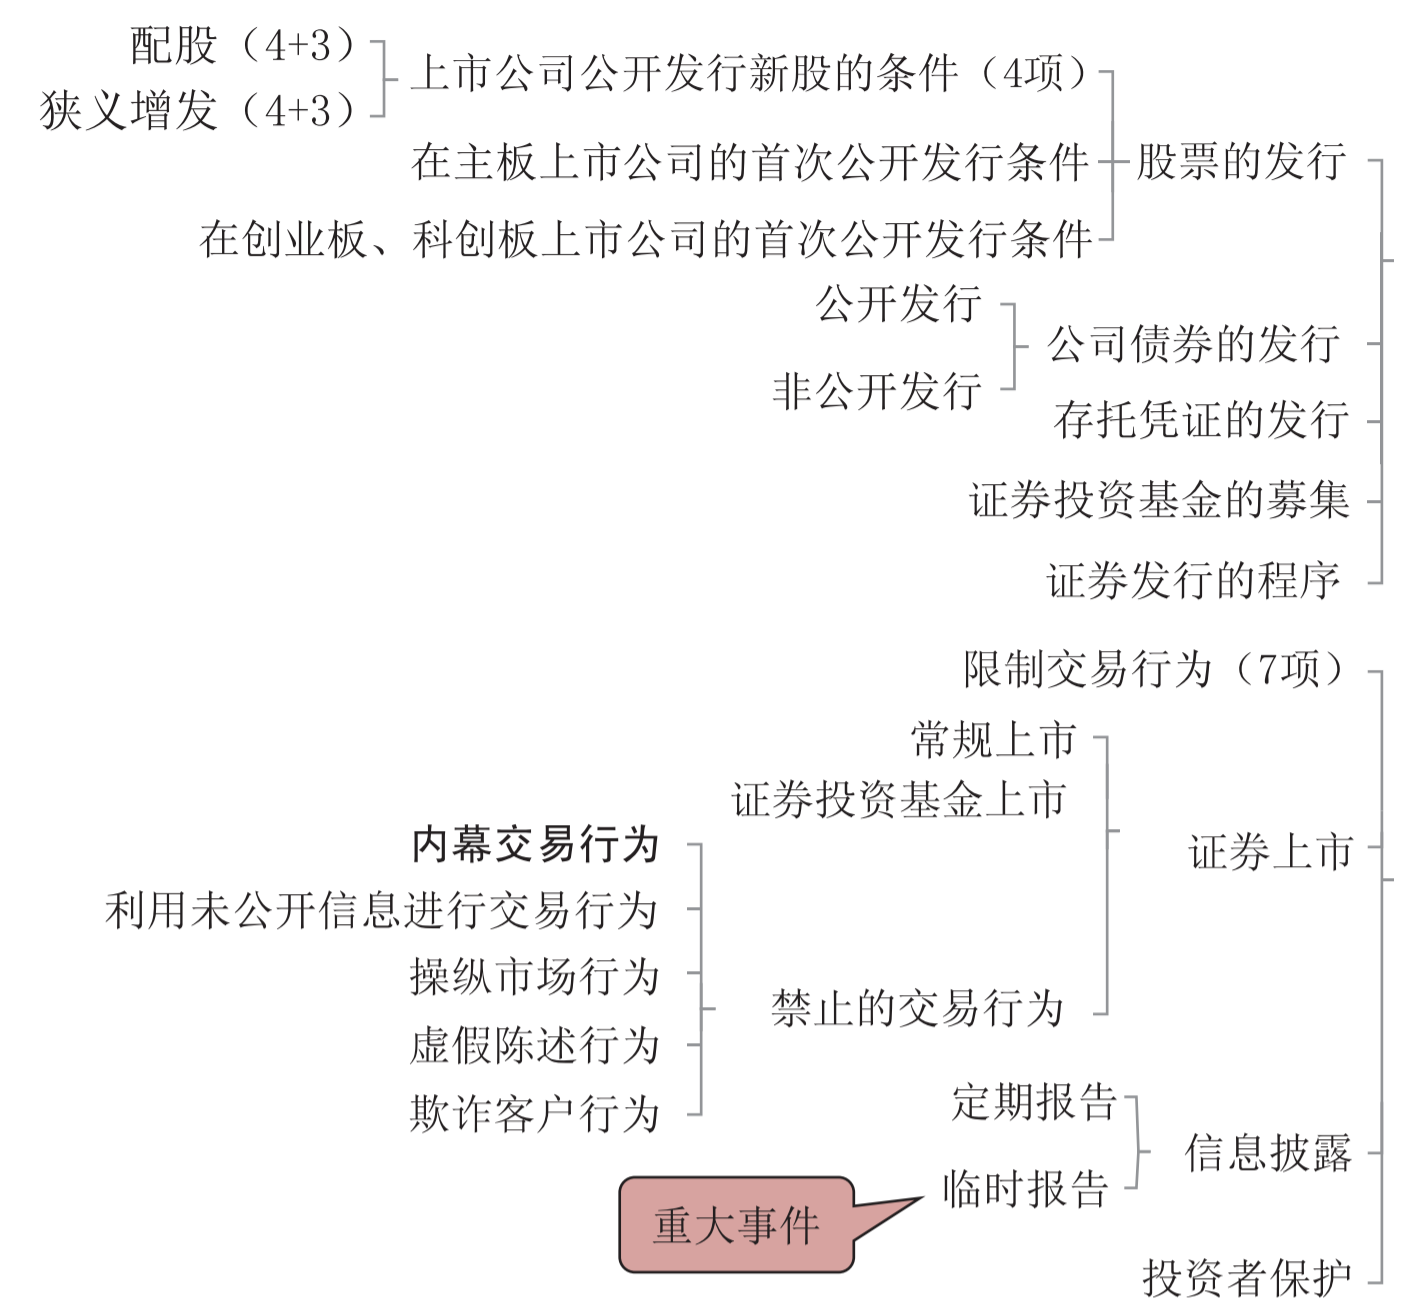 配股（4+3）
狭义增发（4+3）
上市公司公开发行新股的条件（4项）
在主板上市公司的首次公开发行条件
在创业板、科创板上市公司的首次公开发行条件
股票的发行
公开发行
非公开发行
公司债券的发行
存托凭证的发行
证券投资基金的募集
证券发行的程序
限制交易行为（7项）
常规上市
证券投资基金上市
内幕交易行为
利用未公开信息进行交易行为
操纵市场行为
虚假陈述行为
欺诈客户行为
禁止的交易行为
证券上市
定期报告
临时报告
重大事件
信息披露
投资者保护